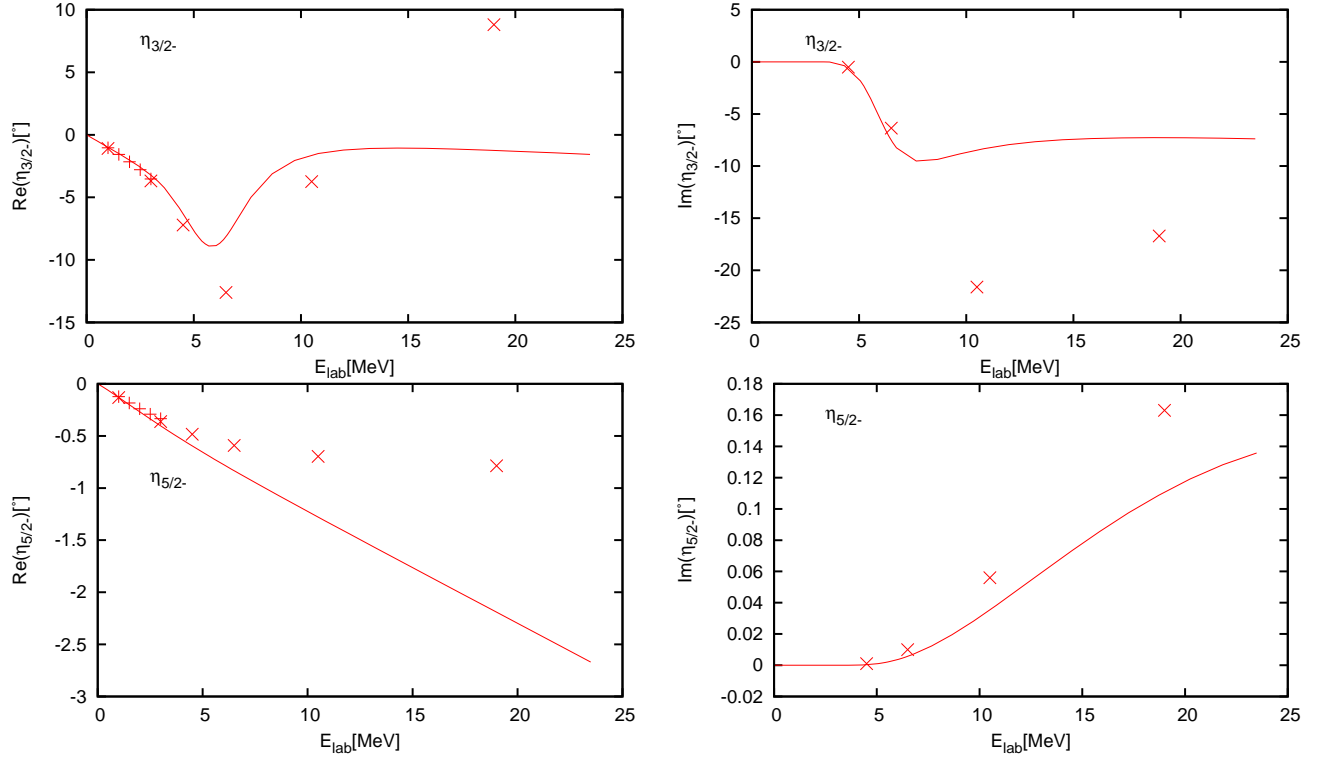 10
5
0
-5
-10
-15
Re(η3/2-)[°]
η3/2-
0 5 10 15 20 25
Elab[MeV]
5
0
-5
-10
-15
-20
-25
Im(η3/2-)[°]
η3/2-
0 5 10 15 20 25
Elab[MeV]
0
-0.5
-1
-1.5
-2
-2.5
-3
Re(η5/2-)[°]
η5/2-
0 5 10 15 20 25
Elab[MeV]
0.18
0.16
0.14
0.12
0.1
0.08
0.06
0.04
0.02
0
-0.02
Im(η5/2-)[°]
η5/2-
0 5 10 15 20 25
Elab[MeV]